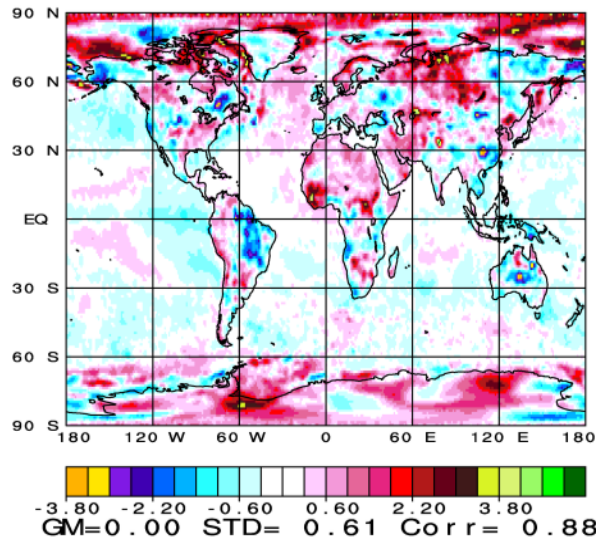 90 N
60 N
30 N
EQ
30 S
60 S
90 S
180 120 W 60 W 0 60 E 120 E 180
-3.80 -2.20 -0.60 0.60 2.20 3.80
GM=0.00 STD= 0.61 Corr= 0.88